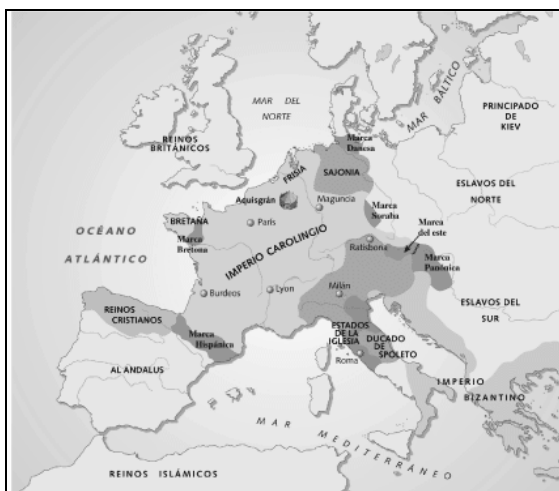 MAR DEL
NORTE
MAR BALTICO
PRINCIPADO
DE
KIEV
REINOS
BRITÁNICOS
Marca
Danesa
SAJONIA
FRISIA
ESLAVOS DEL
NORTE
Aquisgrán
Maguncia
Marca
Soraba
BRETAÑA
París
Marca
del este
Marca
Bretona
IMPERIO CAROLINGIO
Ratisbona
Marca
Panónica
OCÉANO
ATLÁNTICO
Burdeos
Lyon
Milán
ESLAVOS DEL
SUR
REINOS
CRISTIANOS
Marca
Hispánica
ESTADOS
DE LA
IGLESIA
DUCADO
DE
SPOLETO
Roma
AL ANDALUS
IMPERIO
BIZANTINO
MAR MEDITERRÁNEO
REINOS ISLÁMICOS